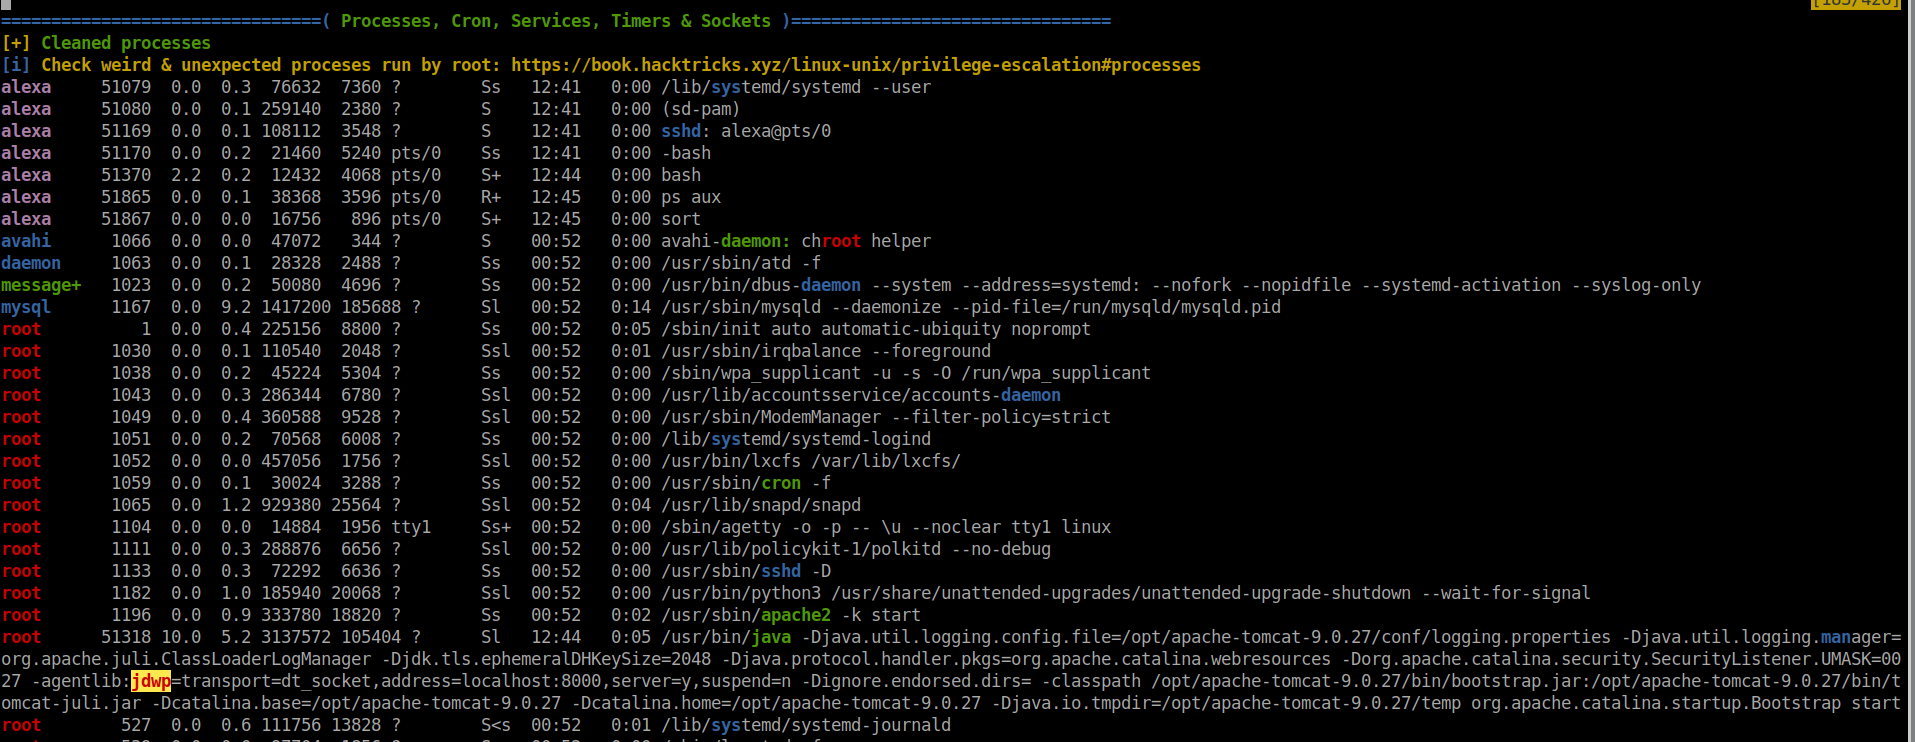 [183/420]
================================( Processes, Cron, Services, Timers & Sockets )================================
[+] Cleaned processes
[i] Check weird & unexpected proceses run by root: https://book.hacktricks.xyz/linux-unix/privilege-escalation#processes
alexa     51079  0.0  0.3  76632  7360 ?        Ss   12:41   0:00 /lib/systemd/systemd --user
alexa     51080  0.0  0.1 259140  2380 ?        S    12:41   0:00 (sd-pam)
alexa     51169  0.0  0.1 108112  3548 ?        S    12:41   0:00 sshd: alexa@pts/0
alexa     51170  0.0  0.2  21460  5240 pts/0    Ss   12:41   0:00 -bash
alexa     51370  2.2  0.2  12432  4068 pts/0    S+   12:44   0:00 bash
alexa     51865  0.0  0.1  38368  3596 pts/0    R+   12:45   0:00 ps aux
alexa     51867  0.0  0.0  16756   896 pts/0    S+   12:45   0:00 sort
avahi      1066  0.0  0.0  47072   344 ?        S    00:52   0:00 avahi-daemon: chroot helper
daemon     1063  0.0  0.1  28328  2488 ?        Ss   00:52   0:00 /usr/sbin/atd -f
message+   1023  0.0  0.2  50080  4696 ?        Ss   00:52   0:00 /usr/bin/dbus-daemon --system --address=systemd: --nofork --nopidfile --systemd-activation --syslog-only
mysql      1167  0.0  9.2 1417200 185688 ?      Sl   00:52   0:14 /usr/sbin/mysqld --daemonize --pid-file=/run/mysqld/mysqld.pid
root          1  0.0  0.4 225156  8800 ?        Ss   00:52   0:05 /sbin/init auto automatic-ubiquity noprompt
root       1030  0.0  0.1 110540  2048 ?        Ssl  00:52   0:01 /usr/sbin/irqbalance --foreground
root       1038  0.0  0.2  45224  5304 ?        Ss   00:52   0:00 /sbin/wpa_supplicant -u -s -O /run/wpa_supplicant
root       1043  0.0  0.3 286344  6780 ?        Ssl  00:52   0:00 /usr/lib/accountsservice/accounts-daemon
root       1049  0.0  0.4 360588  9528 ?        Ssl  00:52   0:00 /usr/sbin/ModemManager --filter-policy=strict
root       1051  0.0  0.2  70568  6008 ?        Ss   00:52   0:00 /lib/systemd/systemd-logind
root       1052  0.0  0.0 457056  1756 ?        Ssl  00:52   0:00 /usr/bin/lxcfs /var/lib/lxcfs/
root       1059  0.0  0.1  30024  3288 ?        Ss   00:52   0:00 /usr/sbin/cron -f
root       1065  0.0  1.2 929380 25564 ?        Ssl  00:52   0:04 /usr/lib/snapd/snapd
root       1104  0.0  0.0  14884  1956 tty1     Ss+  00:52   0:00 /sbin/agetty -o -p -- \u --noclear tty1 linux
root       1111  0.0  0.3 288876  6656 ?        Ssl  00:52   0:00 /usr/lib/policykit-1/polkitd --no-debug
root       1133  0.0  0.3  72292  6636 ?        Ss   00:52   0:00 /usr/sbin/sshd -D
root       1182  0.0  1.0 185940 20068 ?        Ssl  00:52   0:00 /usr/bin/python3 /usr/share/unattended-upgrades/unattended-upgrade-shutdown --wait-for-signal
root       1196  0.0  0.9 333780 18820 ?        Ss   00:52   0:02 /usr/sbin/apache2 -k start
root      51318 10.0  5.2 3137572 105404 ?      Sl   12:44   0:05 /usr/bin/java -Djava.util.logging.config.file=/opt/apache-tomcat-9.0.27/conf/logging.properties -Djava.util.logging.manager=
org.apache.juli.ClassLoaderLogManager -Djdk.tls.ephemeralDHKeySize=2048 -Djava.protocol.handler.pkgs=org.apache.catalina.webresources -Dorg.apache.catalina.security.SecurityListener.UMASK=00
27 -agentlib:jdwp=transport=dt_socket,address=localhost:8000,server=y,suspend=n -Dignore.endorsed.dirs= -classpath /opt/apache-tomcat-9.0.27/bin/bootstrap.jar:/opt/apache-tomcat-9.0.27/bin/t
omcat-juli.jar -Dcatalina.base=/opt/apache-tomcat-9.0.27 -Dcatalina.home=/opt/apache-tomcat-9.0.27 -Djava.io.tmpdir=/opt/apache-tomcat-9.0.27/temp org.apache.catalina.startup.Bootstrap start
root        527  0.0  0.6 111756 13828 ?        S<s  00:52   0:01 /lib/systemd/systemd-journald